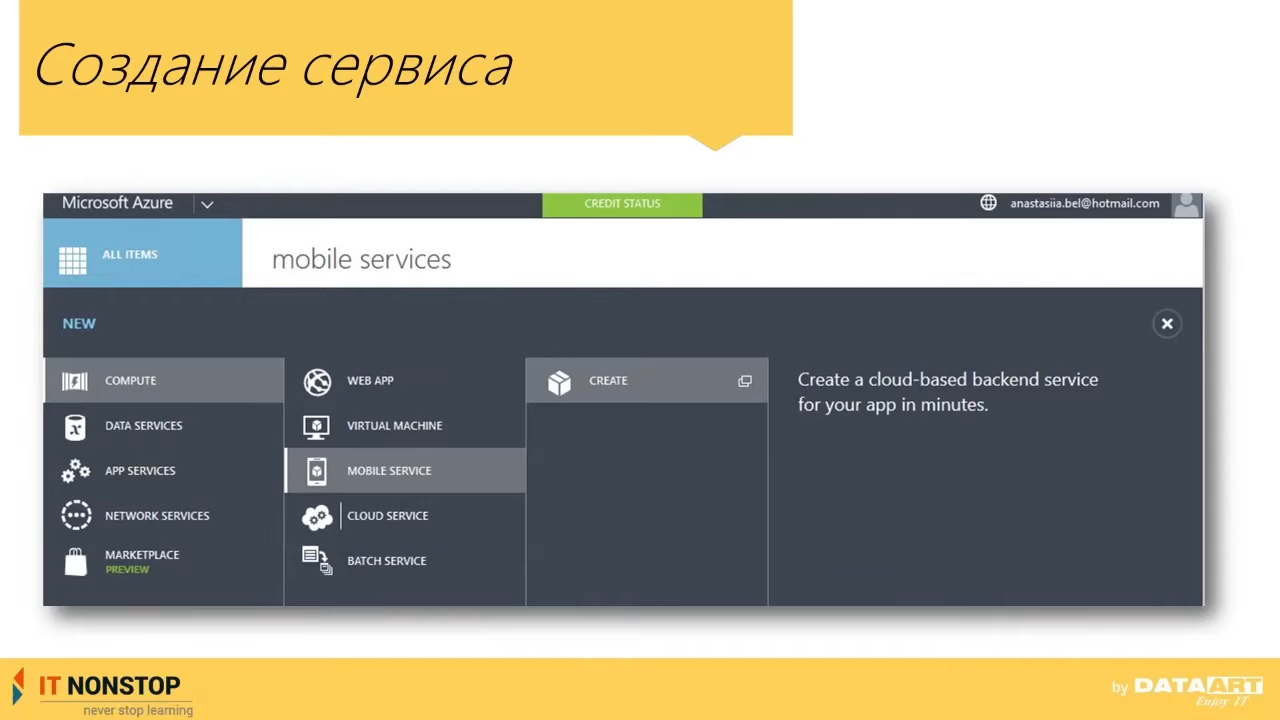 Создание сервиса
Microsoft Azure
CREDIT STATUS
anastasiia.bel@hotmail.com
ALL ITEMS
mobile services
NEW
COMPUTE
DATA SERVICES
APP SERVICES
NETWORK SERVICES
MARKETPLACE
PREVIEW
WEB APP
VIRTUAL MACHINE
MOBILE SERVICE
CLOUD SERVICE
BATCH SERVICE
CREATE
Create a cloud-based backend service
for your app in minutes.
IT NONSTOP
never stop learning
by DATAART
Enjoy IT